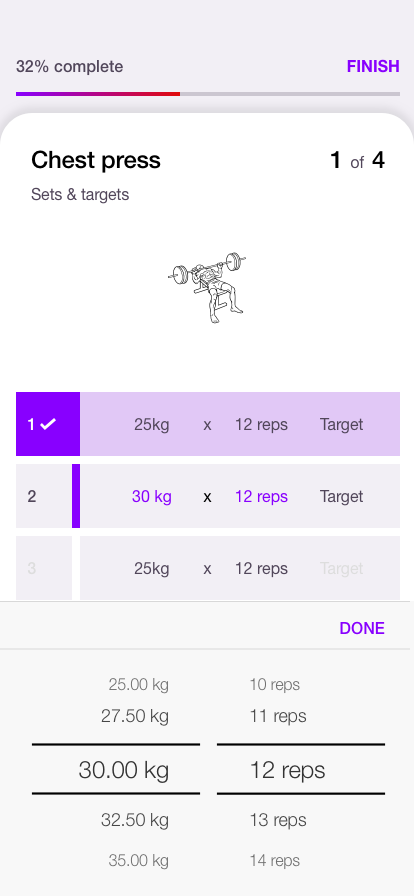 32% complete FINISH
Chest press 1 of 4
Sets & targets
1 25kg x 12 reps Target
2 30 kg x 12 reps Target
3 25kg x 12 reps Target
DONE
25.00 kg 10 reps
27.50 kg 11 reps
30.00 kg 12 reps
32.50 kg 13 reps
35.00 kg 14 reps